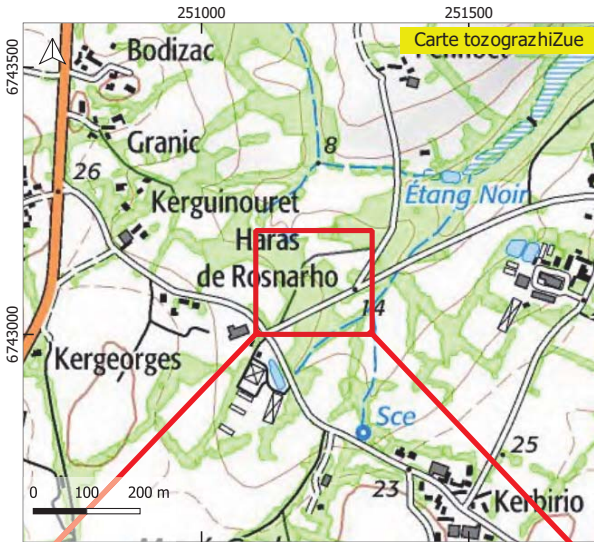 251000
251500
6743500
Carte tozograzhiZue
Bodizac
Granic
8
26
Étang Noir
Kerguinouret
Haras
de Rosnarho
14
6743000
Kergeorges
Sce
25
0 100 200 m
23
Kerbirio